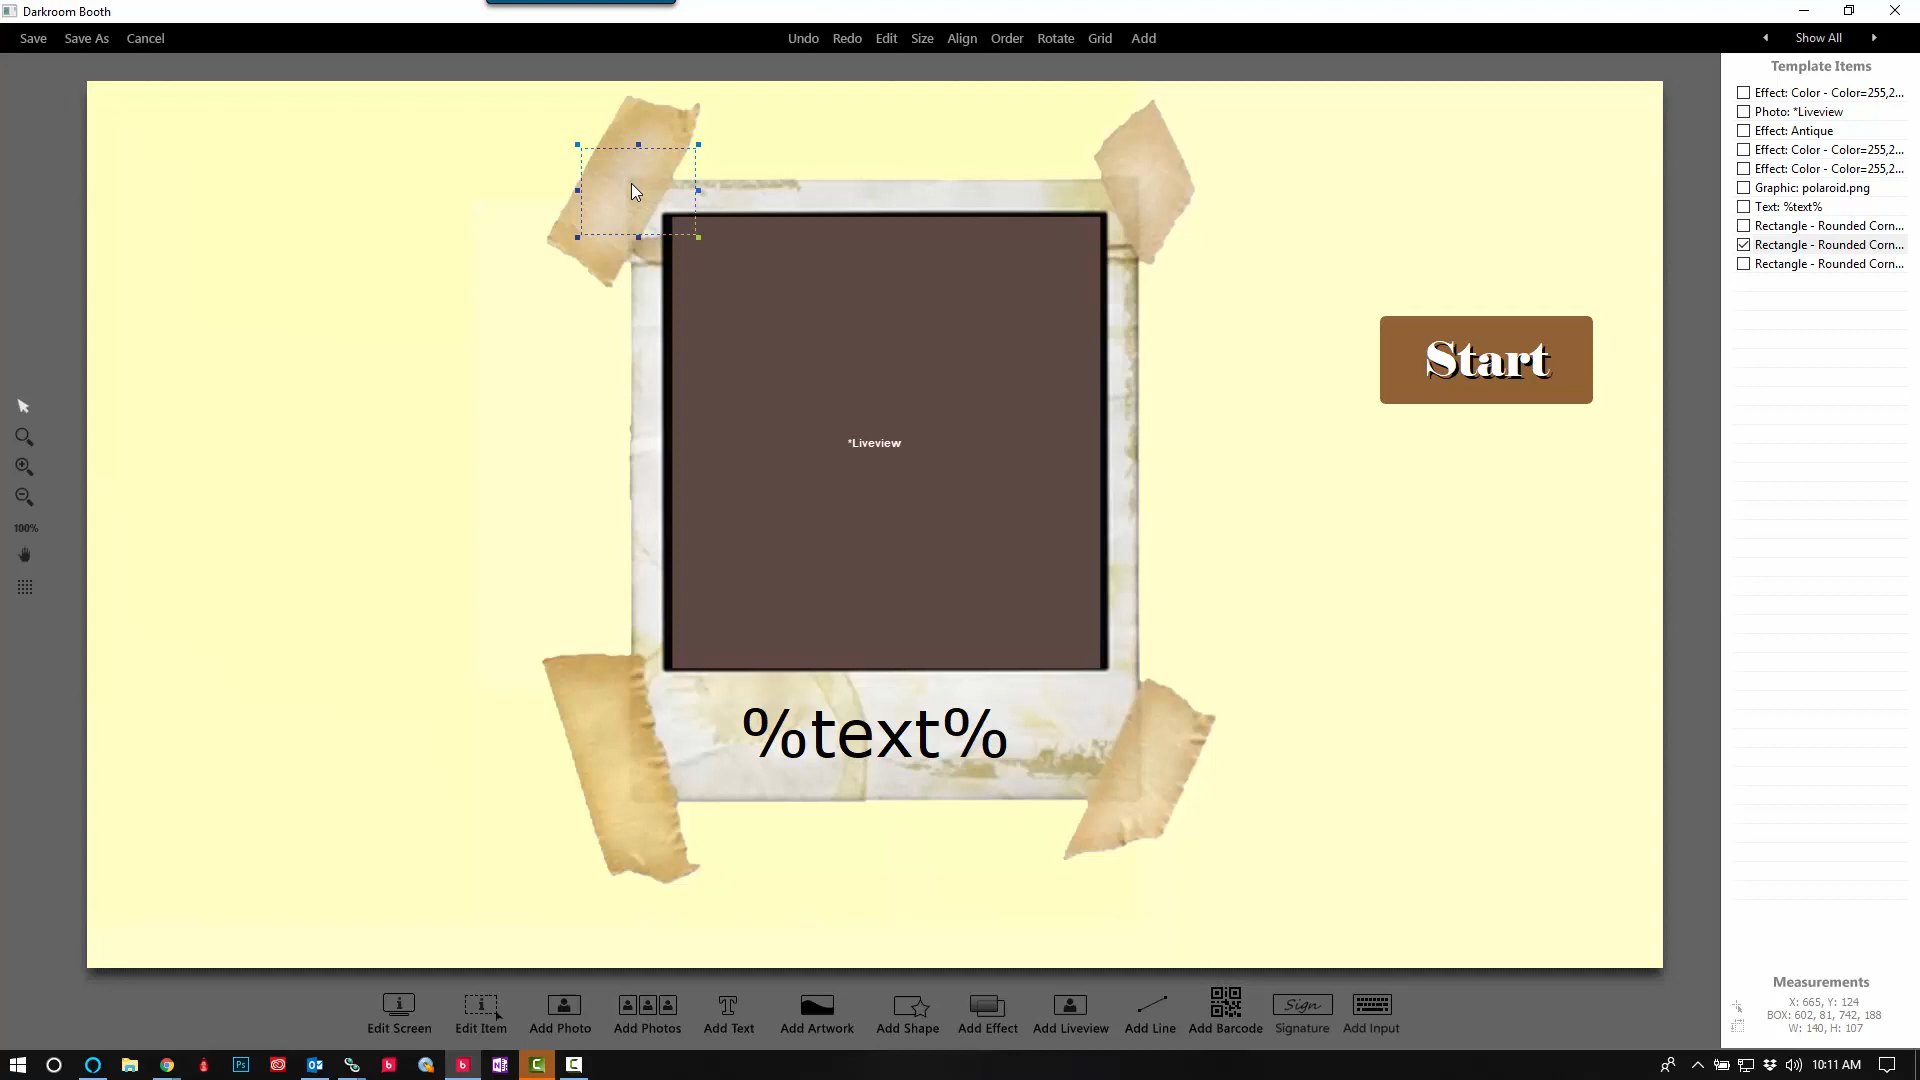 Darkroom Booth
Save Save As Cancel Undo Redo Edit Size Align Order Rotate Grid Add Show All
Template Items
Effect: Color - Color=255,2...
Photo: *Liveview
Effect: Antique
Effect: Color - Color=255,2...
Effect: Color - Color=255,2...
Graphic: polaroid.png
Text: %text%
Rectangle - Rounded Corn...
Rectangle - Rounded Corn...
Rectangle - Rounded Corn...
Start
*Liveview
100%
%text%
Measurements
X: 665, Y: 124
BOX: 602, 81, 742, 188
W: 140, H: 107
Sign
Edit Screen Edit Item Add Photo Add Photos Add Text Add Artwork Add Shape Add Effect Add Liveview Add Line Add Barcode Signature Add Input
10:11 AM